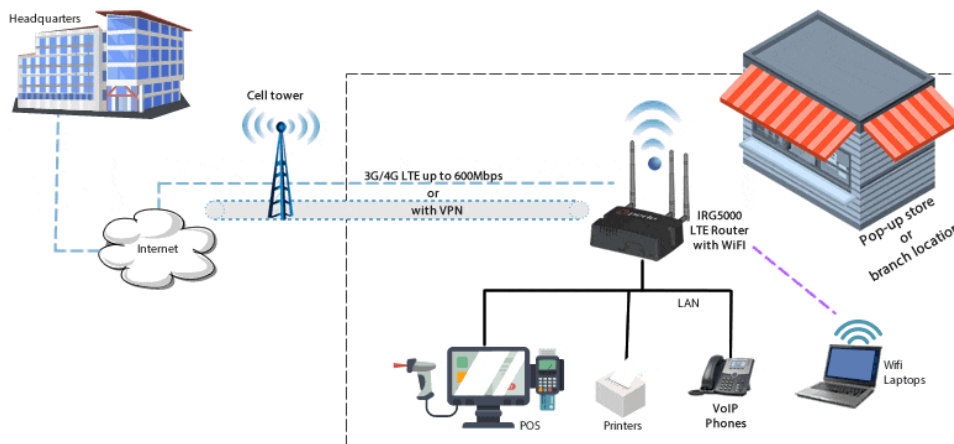 Headquarters
Cell tower
3G/4G LTE up to 600Mbps
or
with VPN
Internet
perle
IRG5000
LTE Router
with WiFI
Pop-up store
or
branch location
LAN
POS
Printers
VoIP
Phones
Wifi
Laptops